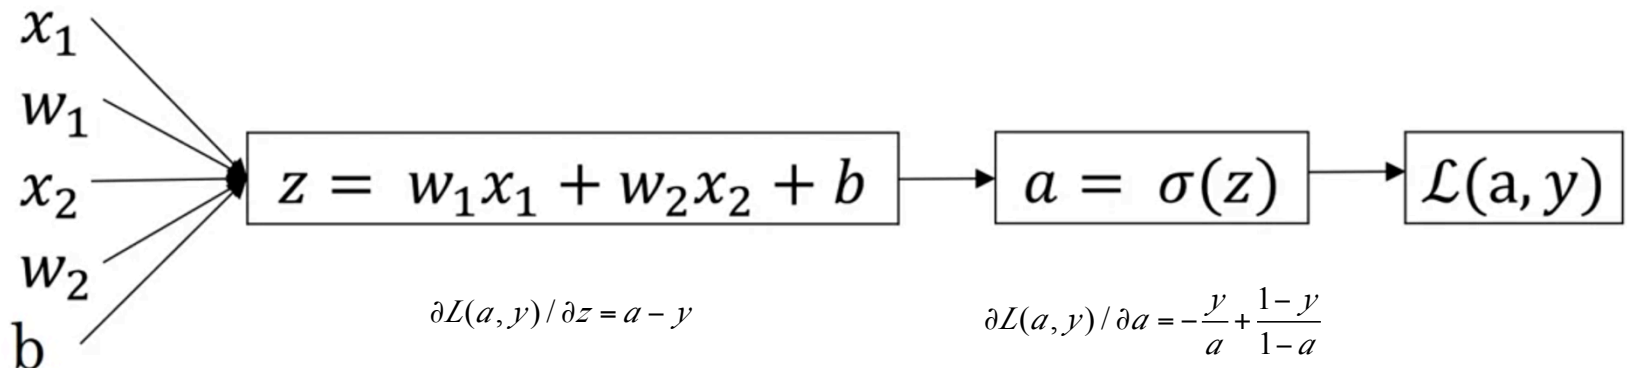 x₁
w₁
x₂
w₂
b
z = w₁x₁ + w₂x₂ + b
a = σ(z)
ℒ(a, y)
∂L(a, y) / ∂z = a − y
∂L(a, y) / ∂a = −y/a + (1 − y)/(1 − a)